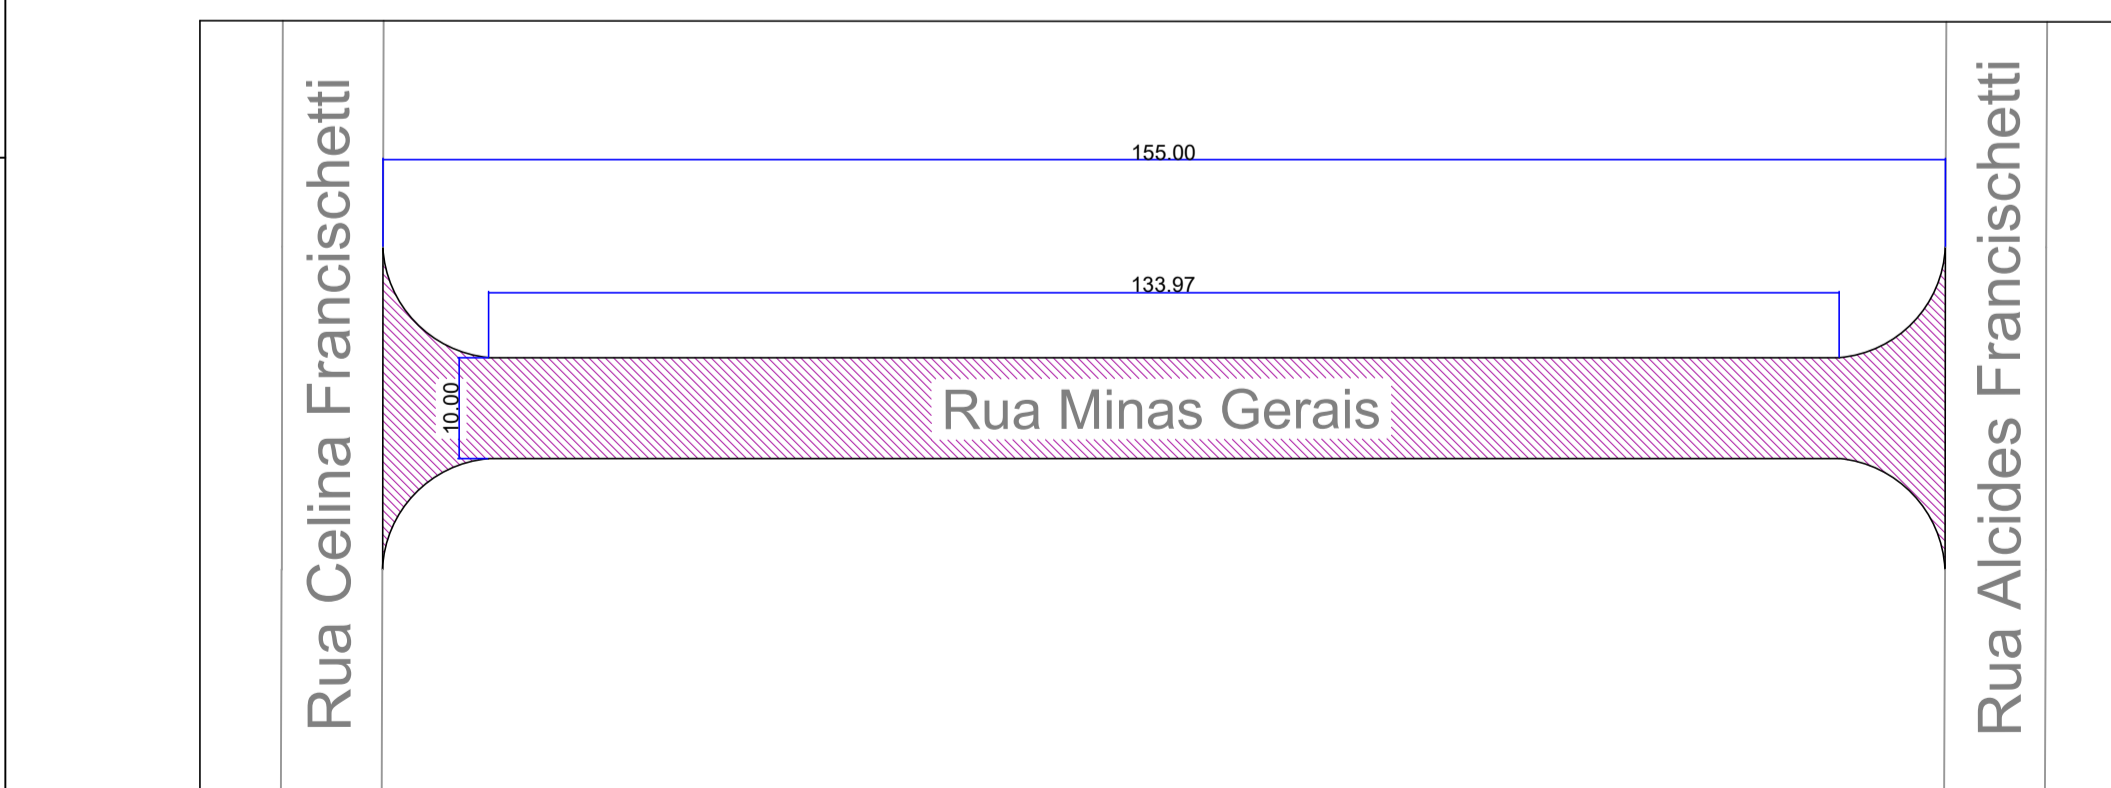 Rua Celina Francischetti
155.00
133.97
10.00
Rua Minas Gerais
Rua Alcides Francischetti